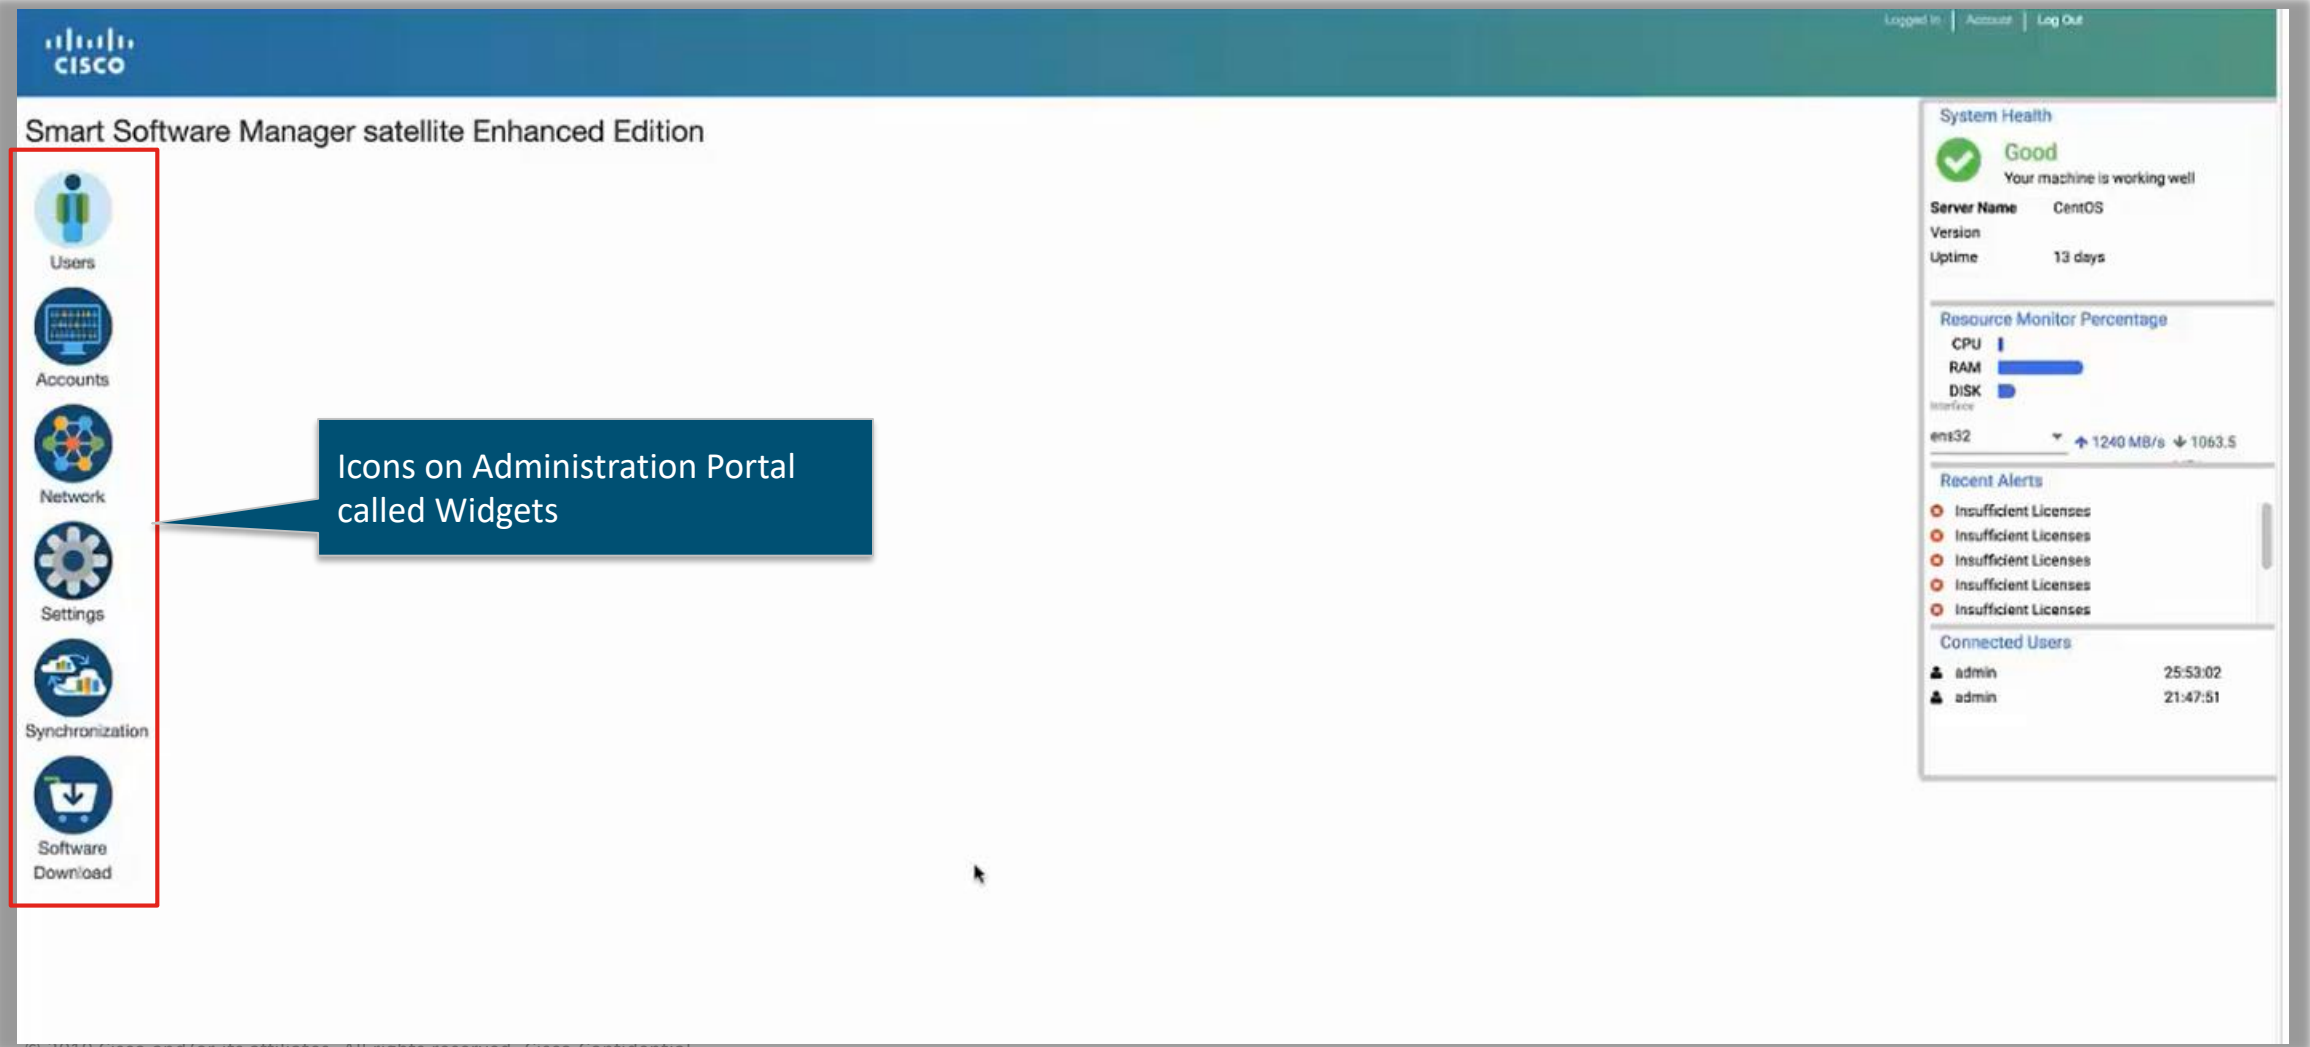 Logged In | Account | Log Out
CISCO
Smart Software Manager satellite Enhanced Edition
Users
Accounts
Network
Settings
Synchronization
Software
Download
Icons on Administration Portal
called Widgets
System Health
Good
Your machine is working well
Server Name CentOS
Version
Uptime 13 days
Resource Monitor Percentage
CPU
RAM
DISK
Interface
ens32 1240 MB/s 1063.5
Recent Alerts
Insufficient Licenses
Insufficient Licenses
Insufficient Licenses
Insufficient Licenses
Insufficient Licenses
Connected Users
admin 25:53:02
admin 21:47:51